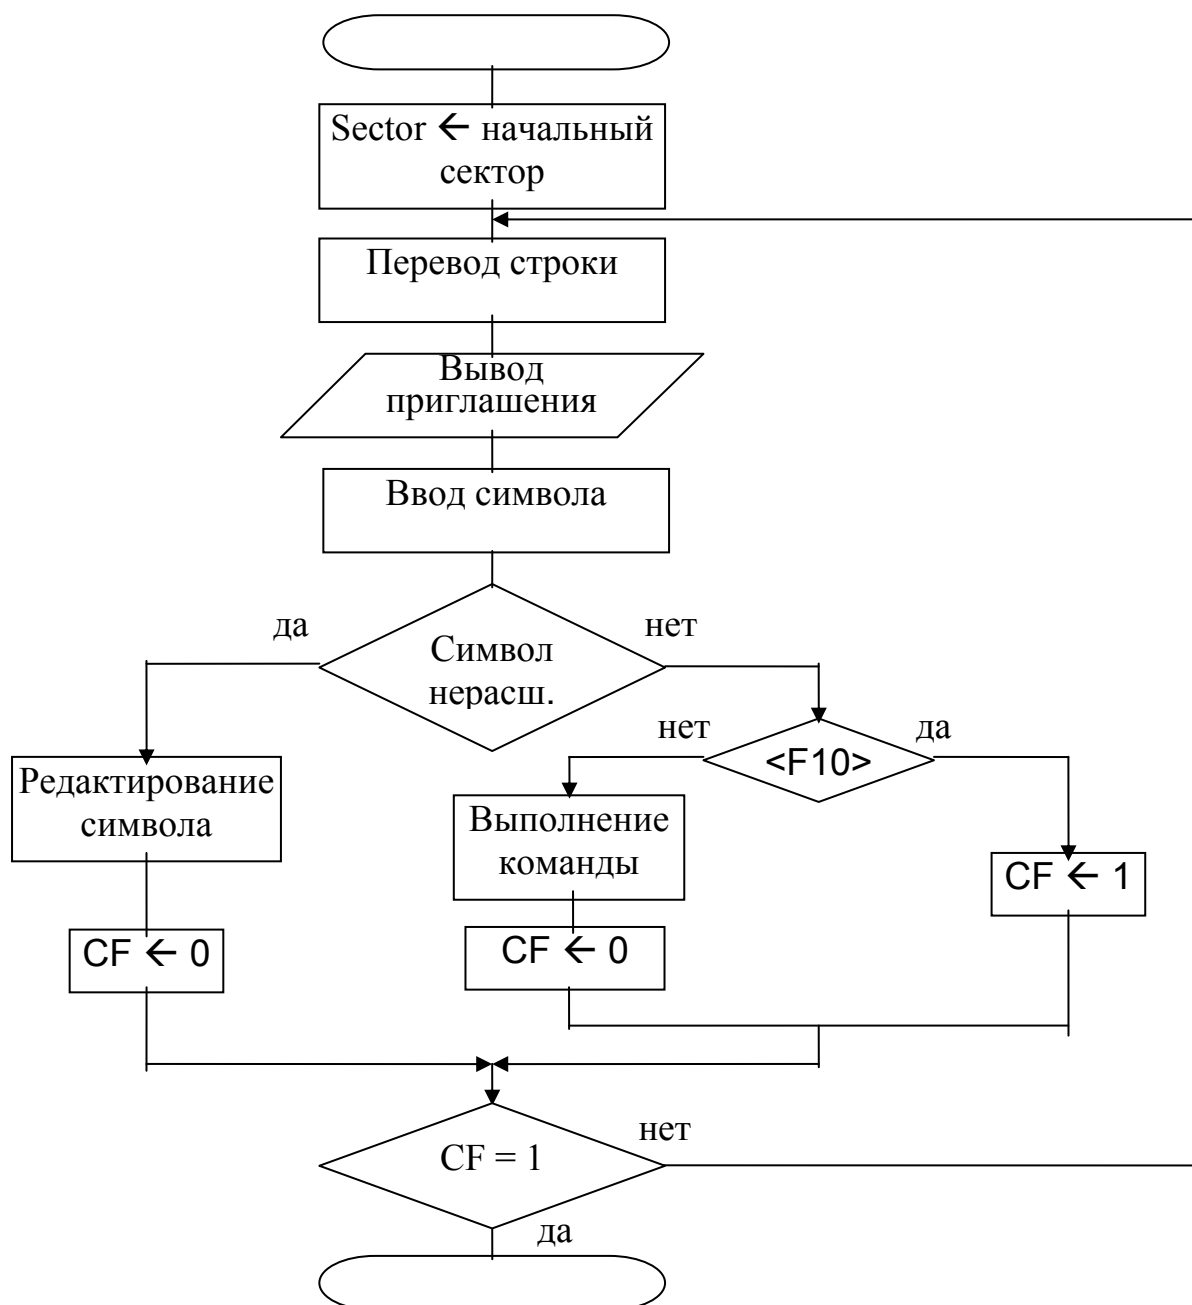 Sector ← начальный
сектор
Перевод строки
Вывод
приглашения
Ввод символа
да
нет
Символ
нерасш.
нет
да
<F10>
Редактирование
символа
Выполнение
команды
CF ← 1
CF ← 0
CF ← 0
нет
CF = 1
да